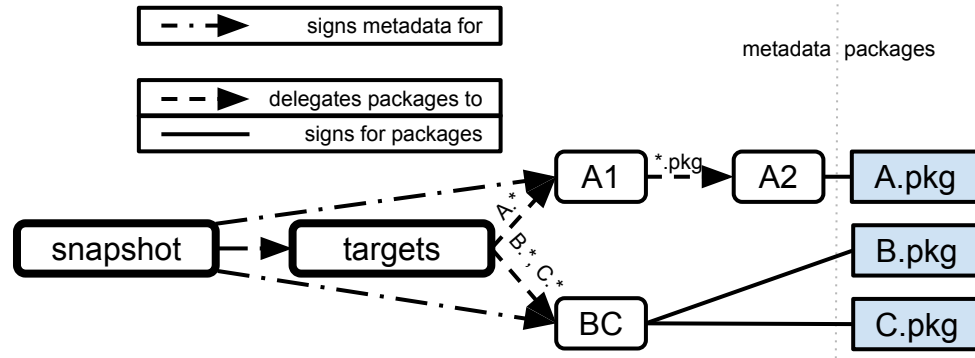 signs metadata for
metadata packages
delegates packages to
signs for packages
A1
*.pkg
A2
A.pkg
A.*
snapshot
targets
B.*, C.*
B.pkg
BC
C.pkg